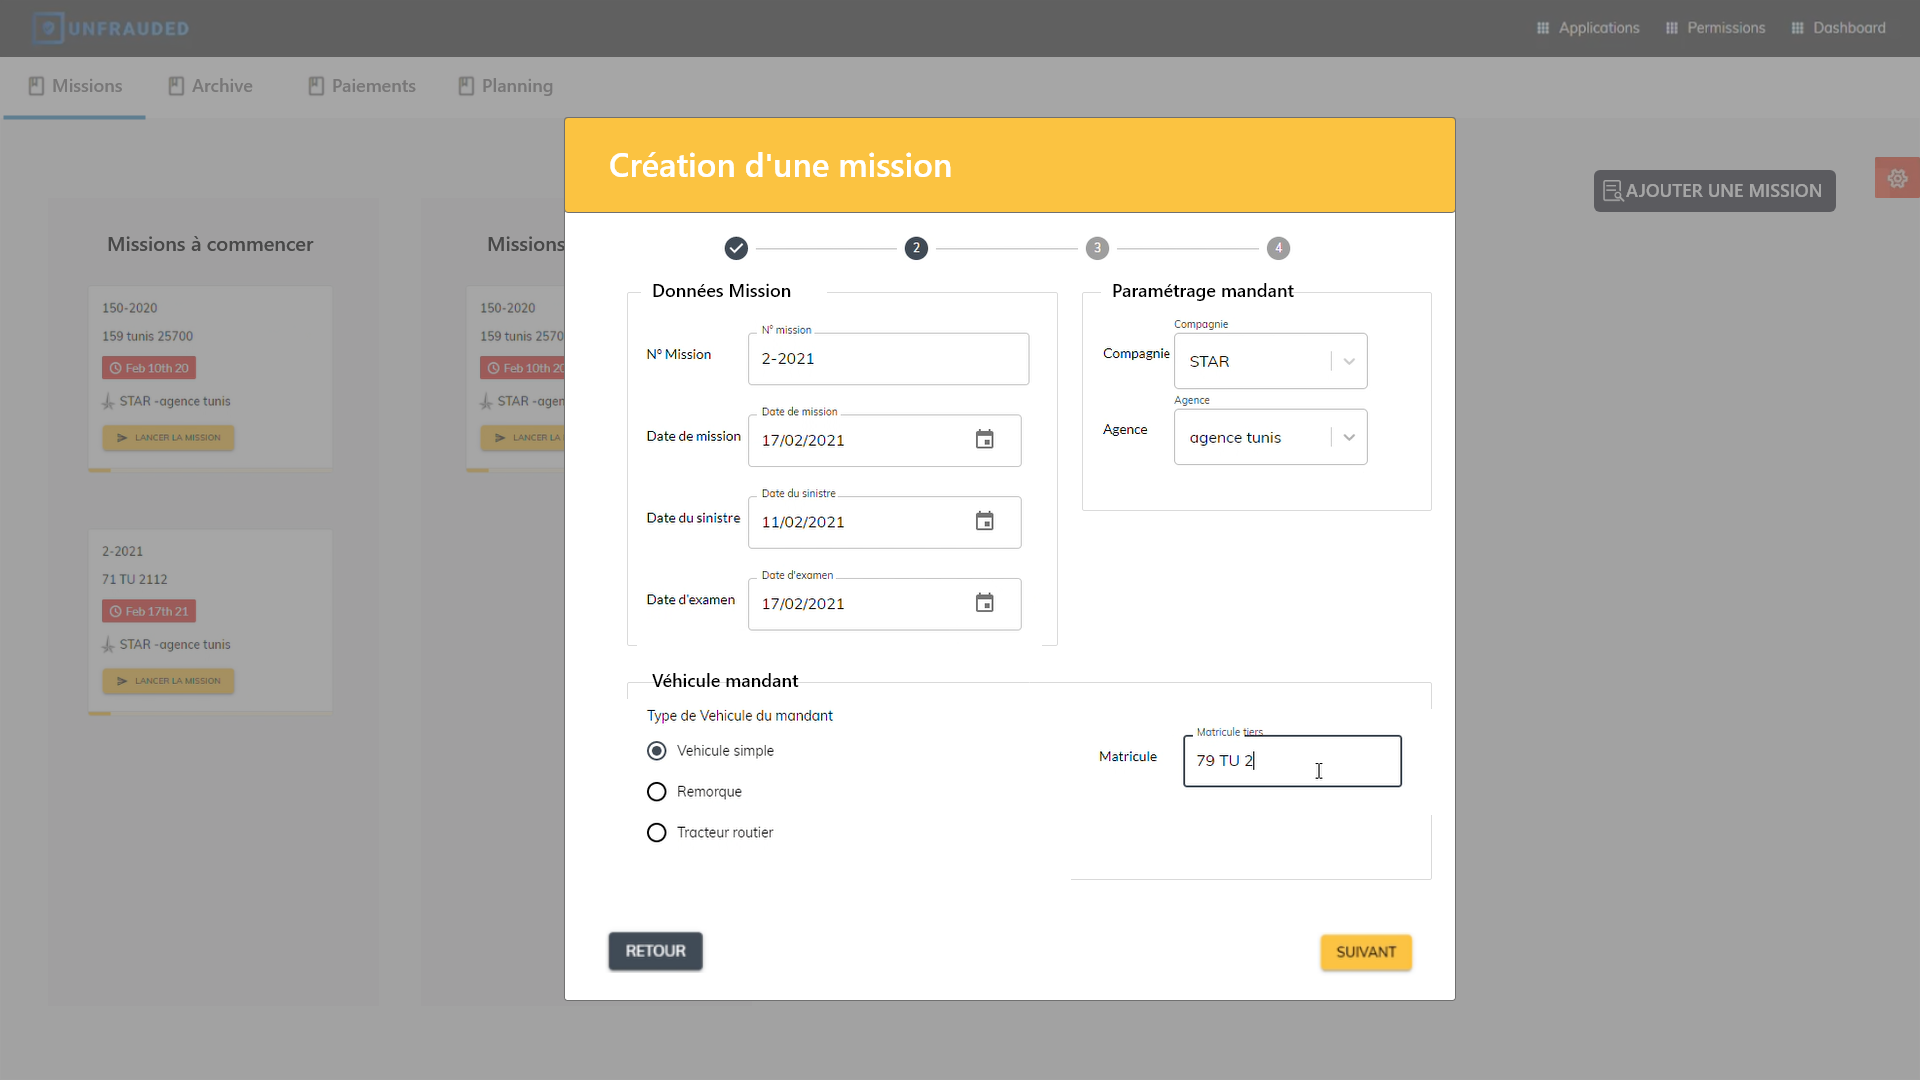 UNFRAUDED
Applications
Permissions
Dashboard
Missions
Archive
Paiements
Planning
Création d'une mission
AJOUTER UNE MISSION
Missions à commencer
Missions
2
3
4
Données Mission
Paramétrage mandant
150-2020
159 tunis 25700
Feb 10th 20
STAR -agence tunis
LANCER LA MISSION
150-2020
159 tunis 2570
Feb 10th 20
STAR -agen
LANCER LA
N° mission
N° Mission
2-2021
Date de mission
Date de mission
17/02/2021
Date du sinistre
Date du sinistre
11/02/2021
Date d'examen
Date d'examen
17/02/2021
Compagnie
Compagnie
STAR
Agence
Agence
agence tunis
2-2021
71 TU 2112
Feb 17th 21
STAR -agence tunis
LANCER LA MISSION
Véhicule mandant
Type de Vehicule du mandant
Vehicule simple
Remorque
Tracteur routier
Matricule tiers
Matricule
79 TU 2
RETOUR
SUIVANT